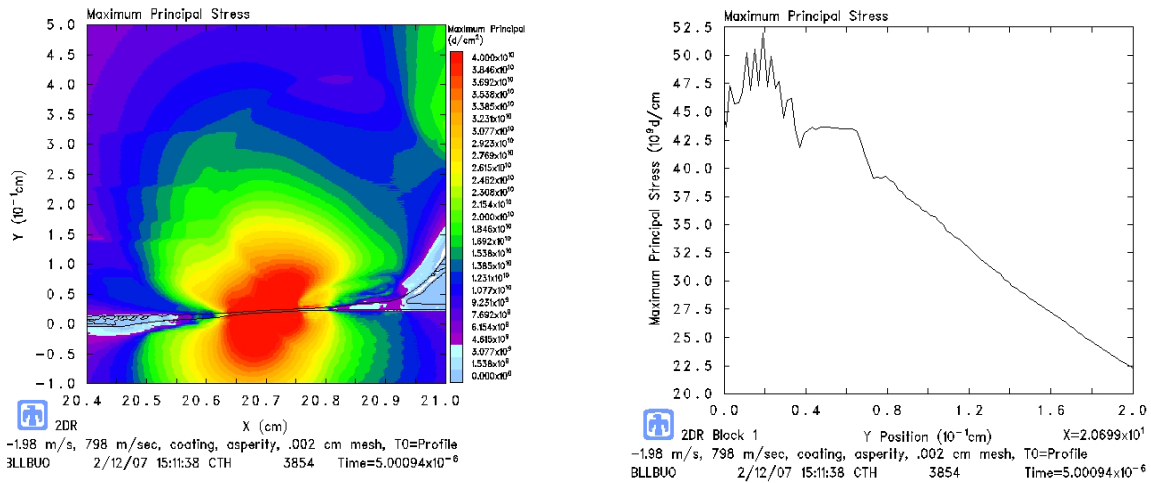 Maximum Principal Stress
Maximum Principal
(d/cm²)
5.0
4.5
4.0
3.5
3.0
2.5
2.0
1.5
1.0
0.5
0.0
-0.5
-1.0
Y (10⁻¹cm)
4.000x10¹⁰
3.846x10¹⁰
3.692x10¹⁰
3.538x10¹⁰
3.385x10¹⁰
3.231x10¹⁰
3.077x10¹⁰
2.923x10¹⁰
2.769x10¹⁰
2.615x10¹⁰
2.462x10¹⁰
2.308x10¹⁰
2.154x10¹⁰
2.000x10¹⁰
1.846x10¹⁰
1.692x10¹⁰
1.538x10¹⁰
1.385x10¹⁰
1.231x10¹⁰
1.077x10¹⁰
9.231x10⁹
7.692x10⁹
6.154x10⁹
4.615x10⁹
3.077x10⁹
1.538x10⁹
0.000x10⁰
20.4 20.5 20.6 20.7 20.8 20.9 21.0
X (cm)
2DR
-1.98 m/s, 798 m/sec, coating, asperity, .002 cm mesh, T0=Profile
BLLBUO 2/12/07 15:11:38 CTH 3854 Time=5.00094x10⁻⁶
Maximum Principal Stress
52.5
50.0
47.5
45.0
42.5
40.0
37.5
35.0
32.5
30.0
27.5
25.0
22.5
20.0
Maximum Principal Stress (10⁹d/cm
0.0 0.4 0.8 1.2 1.6 2.0
2DR Block 1 Y Position (10⁻¹cm) X=2.0699x10¹
-1.98 m/s, 798 m/sec, coating, asperity, .002 cm mesh, T0=Profile
BLLBUO 2/12/07 15:11:38 CTH 3854 Time=5.00094x10⁻⁶